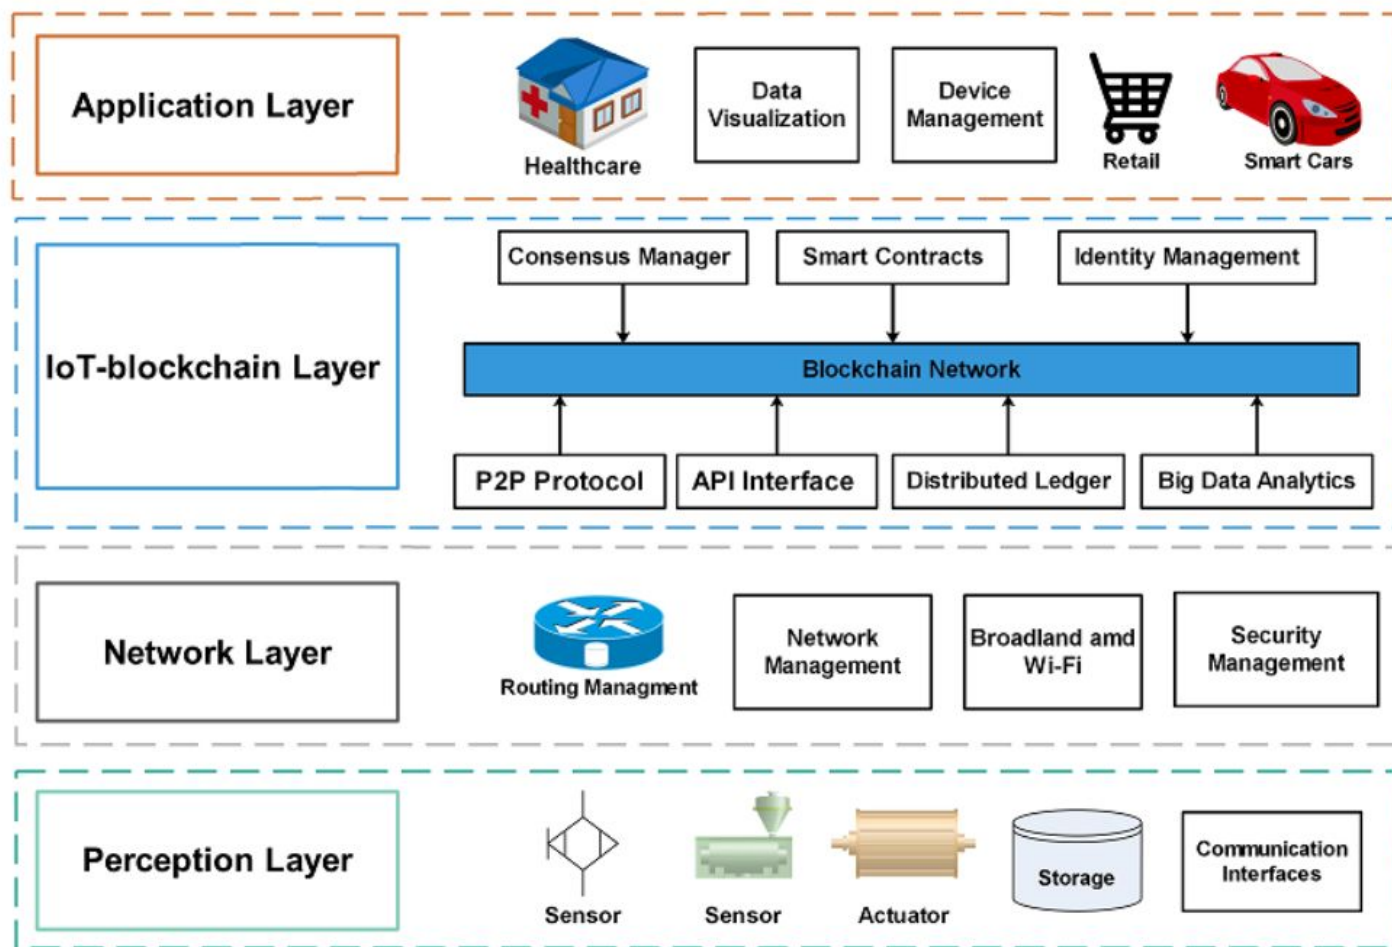 Application Layer
Healthcare
Data
Visualization
Device
Management
Retail
Smart Cars
IoT-blockchain Layer
Consensus Manager
Smart Contracts
Identity Management
Blockchain Network
P2P Protocol
API Interface
Distributed Ledger
Big Data Analytics
Network Layer
Routing Managment
Network
Management
Broadland amd
Wi-Fi
Security
Management
Perception Layer
Sensor
Sensor
Actuator
Storage
Communication
Interfaces